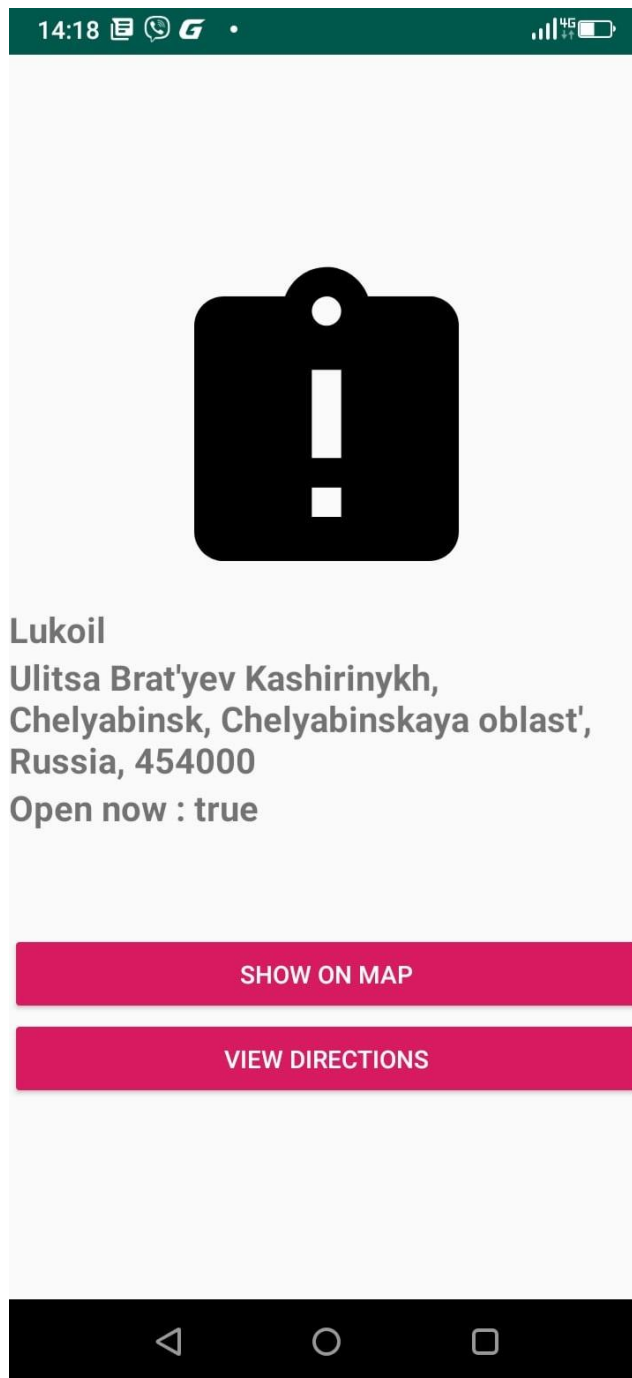 14:18
4G
Lukoil
Ulitsa Brat'yev Kashirinykh,
Chelyabinsk, Chelyabinskaya oblast',
Russia, 454000
Open now : true
SHOW ON MAP
VIEW DIRECTIONS